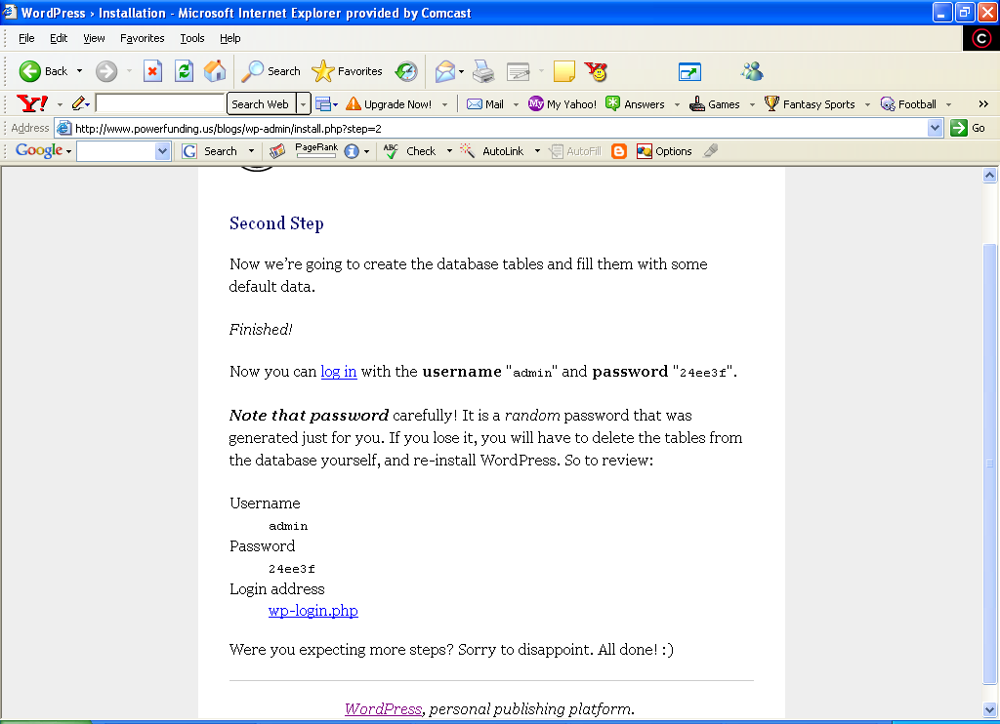 WordPress › Installation - Microsoft Internet Explorer provided by Comcast
File Edit View Favorites Tools Help
Back Search Favorites
Y! Search Web Upgrade Now! Mail My Yahoo! Answers Games Fantasy Sports Football »
Address http://www.powerfunding.us/blogs/wp-admin/install.php?step=2 Go
Google G Search PageRank ABC Check AutoLink AutoFill Options
Second Step
Now we’re going to create the database tables and fill them with some
default data.
Finished!
Now you can log in with the username "admin" and password "24ee3f".
Note that password carefully! It is a random password that was
generated just for you. If you lose it, you will have to delete the tables from
the database yourself, and re-install WordPress. So to review:
Username
admin
Password
24ee3f
Login address
wp-login.php
Were you expecting more steps? Sorry to disappoint. All done! :)
WordPress, personal publishing platform.